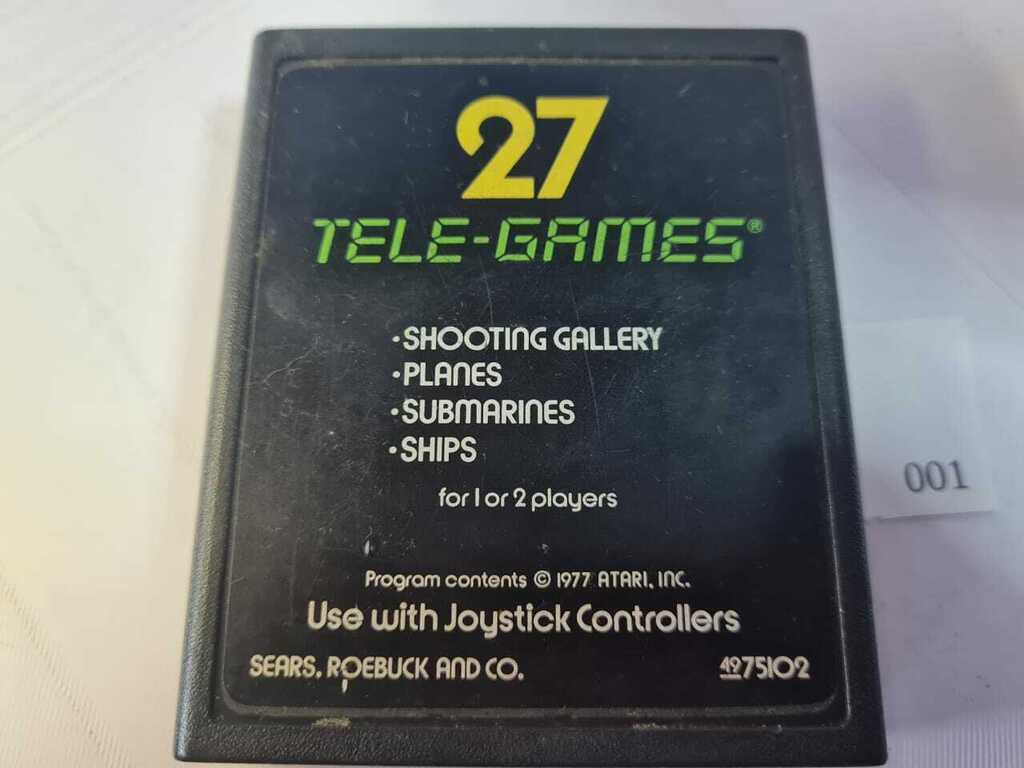 27
TELE-GAMES®
•SHOOTING GALLERY
•PLANES
•SUBMARINES
•SHIPS
for 1 or 2 players
001
Program contents © 1977 ATARI, INC.
Use with Joystick Controllers
SEARS, ROEBUCK AND CO. 4975102